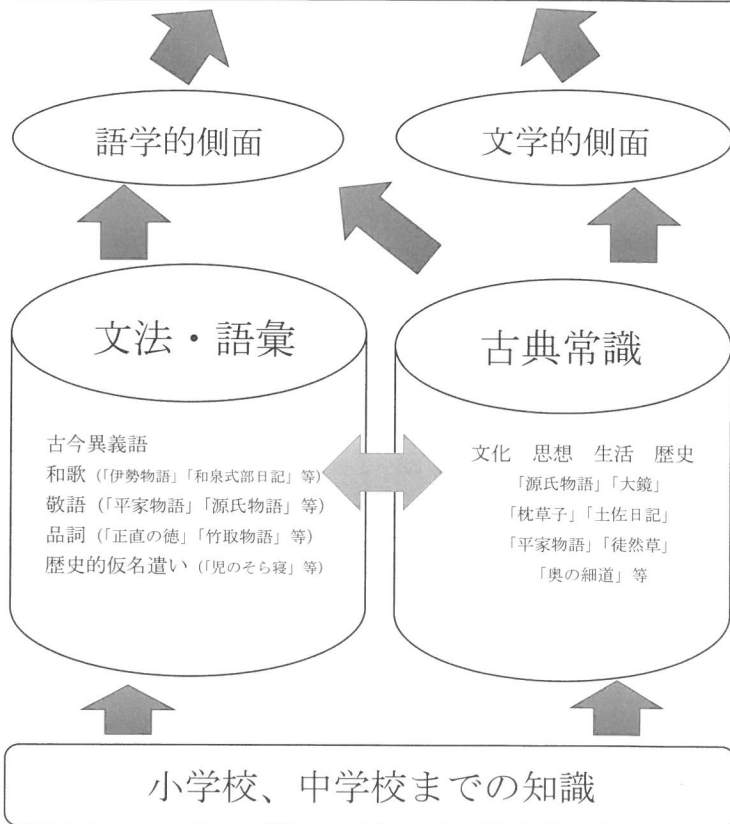 語学的側面
文学的側面
文法・語彙
古今異義語
和歌（「伊勢物語」「和泉式部日記」等）
敬語（「平家物語」「源氏物語」等）
品詞（「正直の徳」「竹取物語」等）
歴史的仮名遣い（「児のそら寝」等）
古典常識
文化　思想　生活　歴史
「源氏物語」「大鏡」
「枕草子」「土佐日記」
「平家物語」「徒然草」
「奥の細道」等
小学校、中学校までの知識